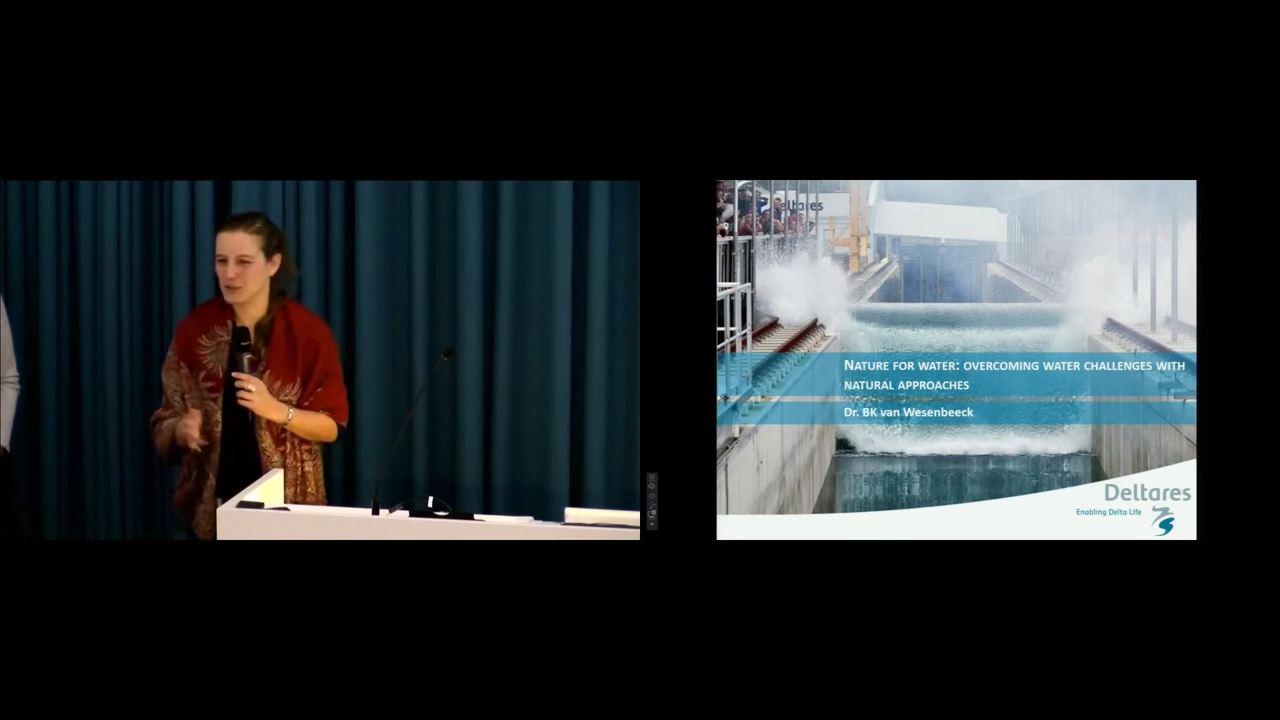 Deltares
NATURE FOR WATER: OVERCOMING WATER CHALLENGES WITH
NATURAL APPROACHES
Dr. BK van Wesenbeeck
Deltares
Enabling Delta Life